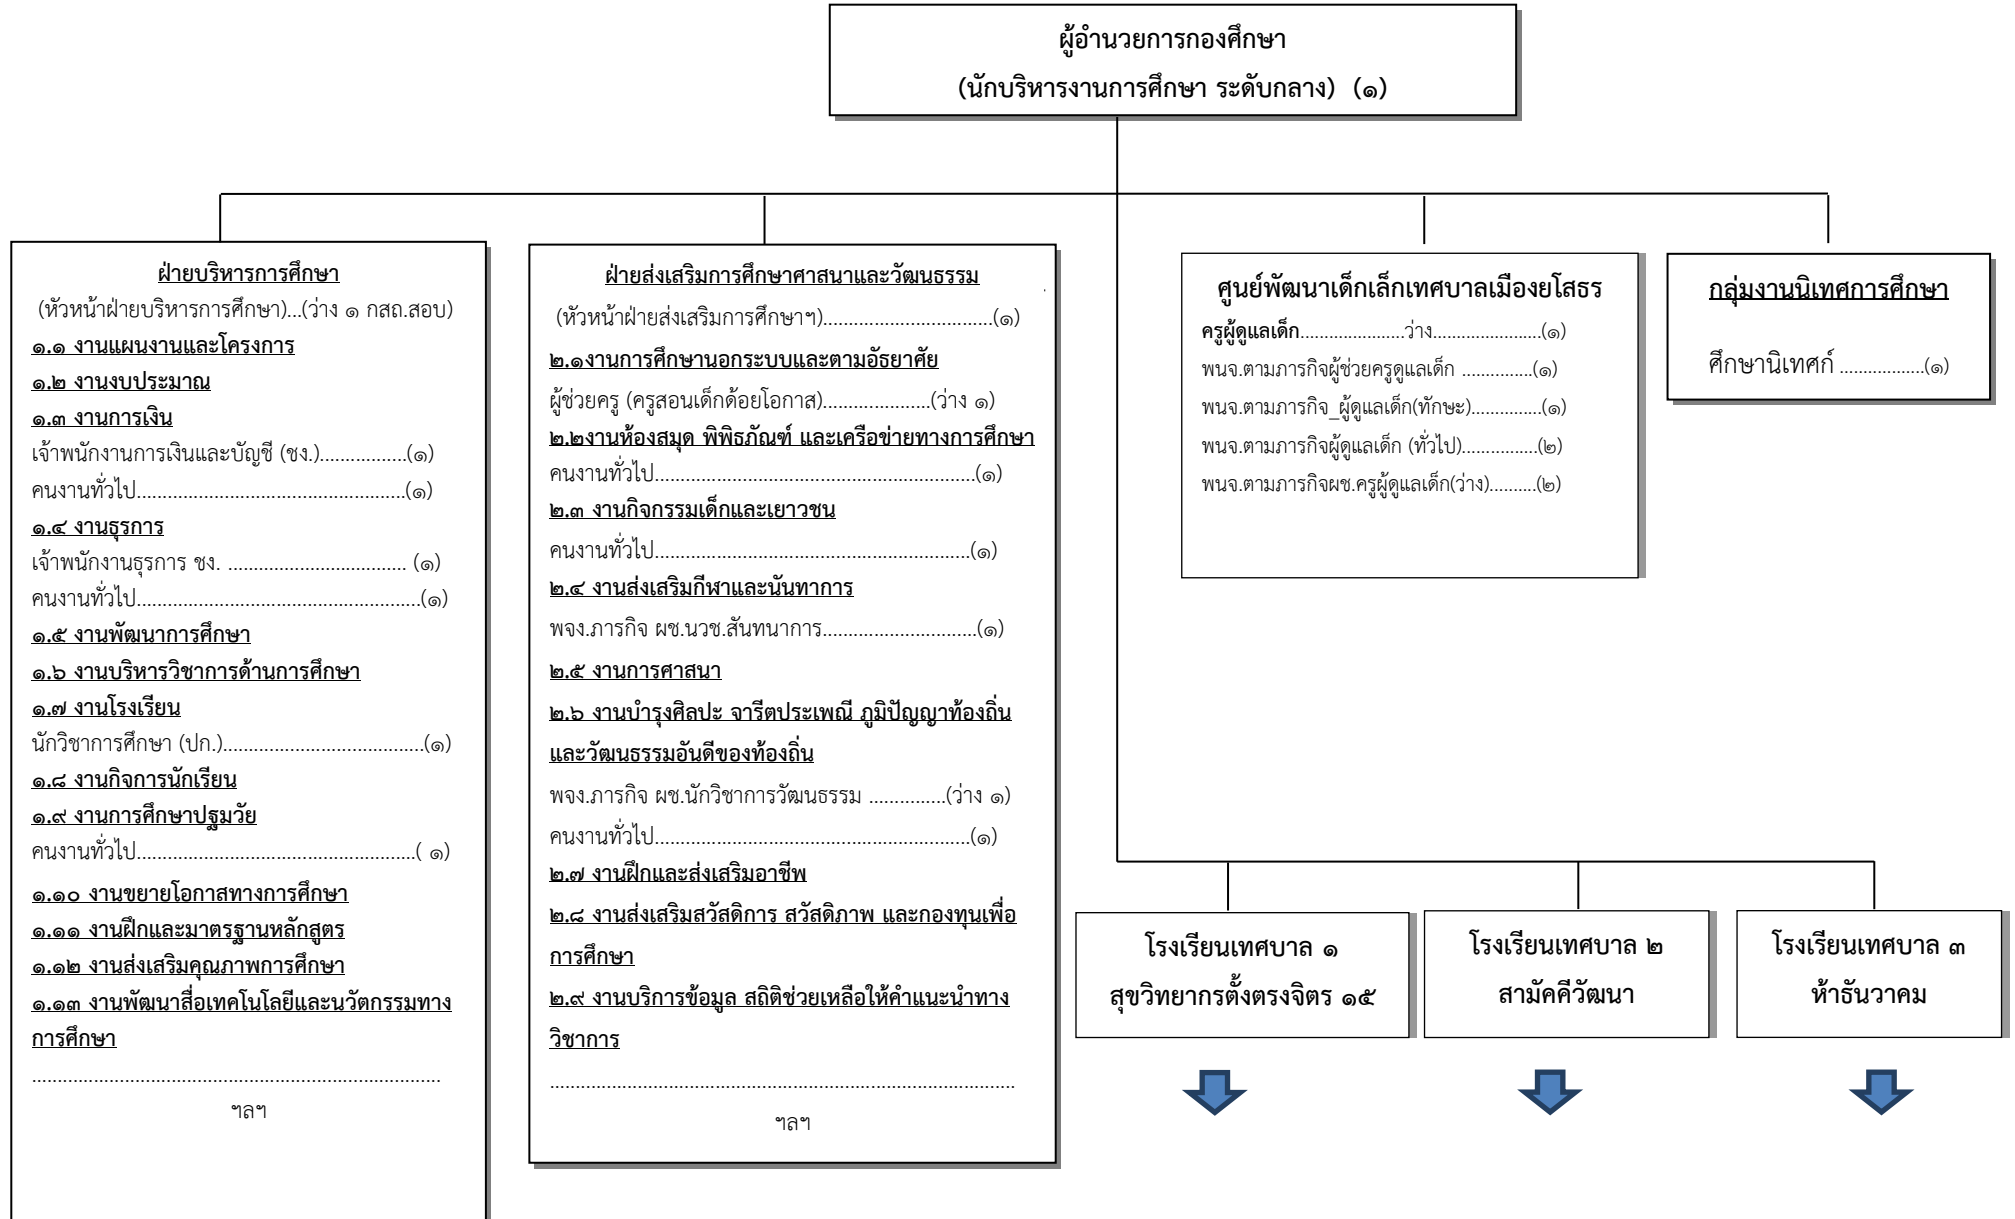 ผู้อำนวยการกองศึกษา
(นักบริหารงานการศึกษา ระดับกลาง) (๑)
ฝ่ายบริหารการศึกษา
(หัวหน้าฝ่ายบริหารการศึกษา)...(ว่าง ๑ กสถ.สอบ)
๑.๑ งานแผนงานและโครงการ
๑.๒ งานงบประมาณ
๑.๓ งานการเงิน
เจ้าพนักงานการเงินและบัญชี (ชง.).................(๑)
คนงานทั่วไป....................................................(๑)
๑.๔ งานธุรการ
เจ้าพนักงานธุรการ ชง. .................................. (๑)
คนงานทั่วไป.......................................................(๑)
๑.๕ งานพัฒนาการศึกษา
๑.๖ งานบริหารวิชาการด้านการศึกษา
๑.๗ งานโรงเรียน
นักวิชาการศึกษา (ปก.).......................................(๑)
๑.๘ งานกิจการนักเรียน
๑.๙ งานการศึกษาปฐมวัย
คนงานทั่วไป......................................................( ๑)
๑.๑๐ งานขยายโอกาสทางการศึกษา
๑.๑๑ งานฝึกและมาตรฐานหลักสูตร
๑.๑๒ งานส่งเสริมคุณภาพการศึกษา
๑.๑๓ งานพัฒนาสื่อเทคโนโลยีและนวัตกรรมทาง
การศึกษา
...............................................................................
ฯลฯ
ฝ่ายส่งเสริมการศึกษาศาสนาและวัฒนธรรม
(หัวหน้าฝ่ายส่งเสริมการศึกษาฯ).................................(๑)
๒.๑งานการศึกษานอกระบบและตามอัธยาศัย
ผู้ช่วยครู (ครูสอนเด็กด้อยโอกาส).....................(ว่าง ๑)
๒.๒งานห้องสมุด พิพิธภัณฑ์ และเครือข่ายทางการศึกษา
คนงานทั่วไป..............................................................(๑)
๒.๓ งานกิจกรรมเด็กและเยาวชน
คนงานทั่วไป.............................................................(๑)
๒.๔ งานส่งเสริมกีฬาและนันทาการ
พจง.ภารกิจ ผช.นวช.สันทนาการ..............................(๑)
๒.๕ งานการศาสนา
๒.๖ งานบำรุงศิลปะ จารีตประเพณี ภูมิปัญญาท้องถิ่น
และวัฒนธรรมอันดีของท้องถิ่น
พจง.ภารกิจ ผช.นักวิชาการวัฒนธรรม ...............(ว่าง ๑)
คนงานทั่วไป.............................................................(๑)
๒.๗ งานฝึกและส่งเสริมอาชีพ
๒.๘ งานส่งเสริมสวัสดิการ สวัสดิภาพ และกองทุนเพื่อ
การศึกษา
๒.๙ งานบริการข้อมูล สถิติช่วยเหลือให้คำแนะนำทาง
วิชาการ
..........................................................................................
ฯลฯ
ศูนย์พัฒนาเด็กเล็กเทศบาลเมืองยโสธร
ครูผู้ดูแลเด็ก......................ว่าง.......................(๑)
พนจ.ตามภารกิจผู้ช่วยครูดูแลเด็ก ...............(๑)
พนจ.ตามภารกิจ_ผู้ดูแลเด็ก(ทักษะ)...............(๑)
พนจ.ตามภารกิจผู้ดูแลเด็ก (ทั่วไป)................(๒)
พนจ.ตามภารกิจผช.ครูผู้ดูแลเด็ก(ว่าง)..........(๒)
กลุ่มงานนิเทศการศึกษา
ศึกษานิเทศก์ ..................(๑)
โรงเรียนเทศบาล ๑
สุขวิทยากรตั้งตรงจิตร ๑๕
โรงเรียนเทศบาล ๒
สามัคคีวัฒนา
โรงเรียนเทศบาล ๓
ห้าธันวาคม